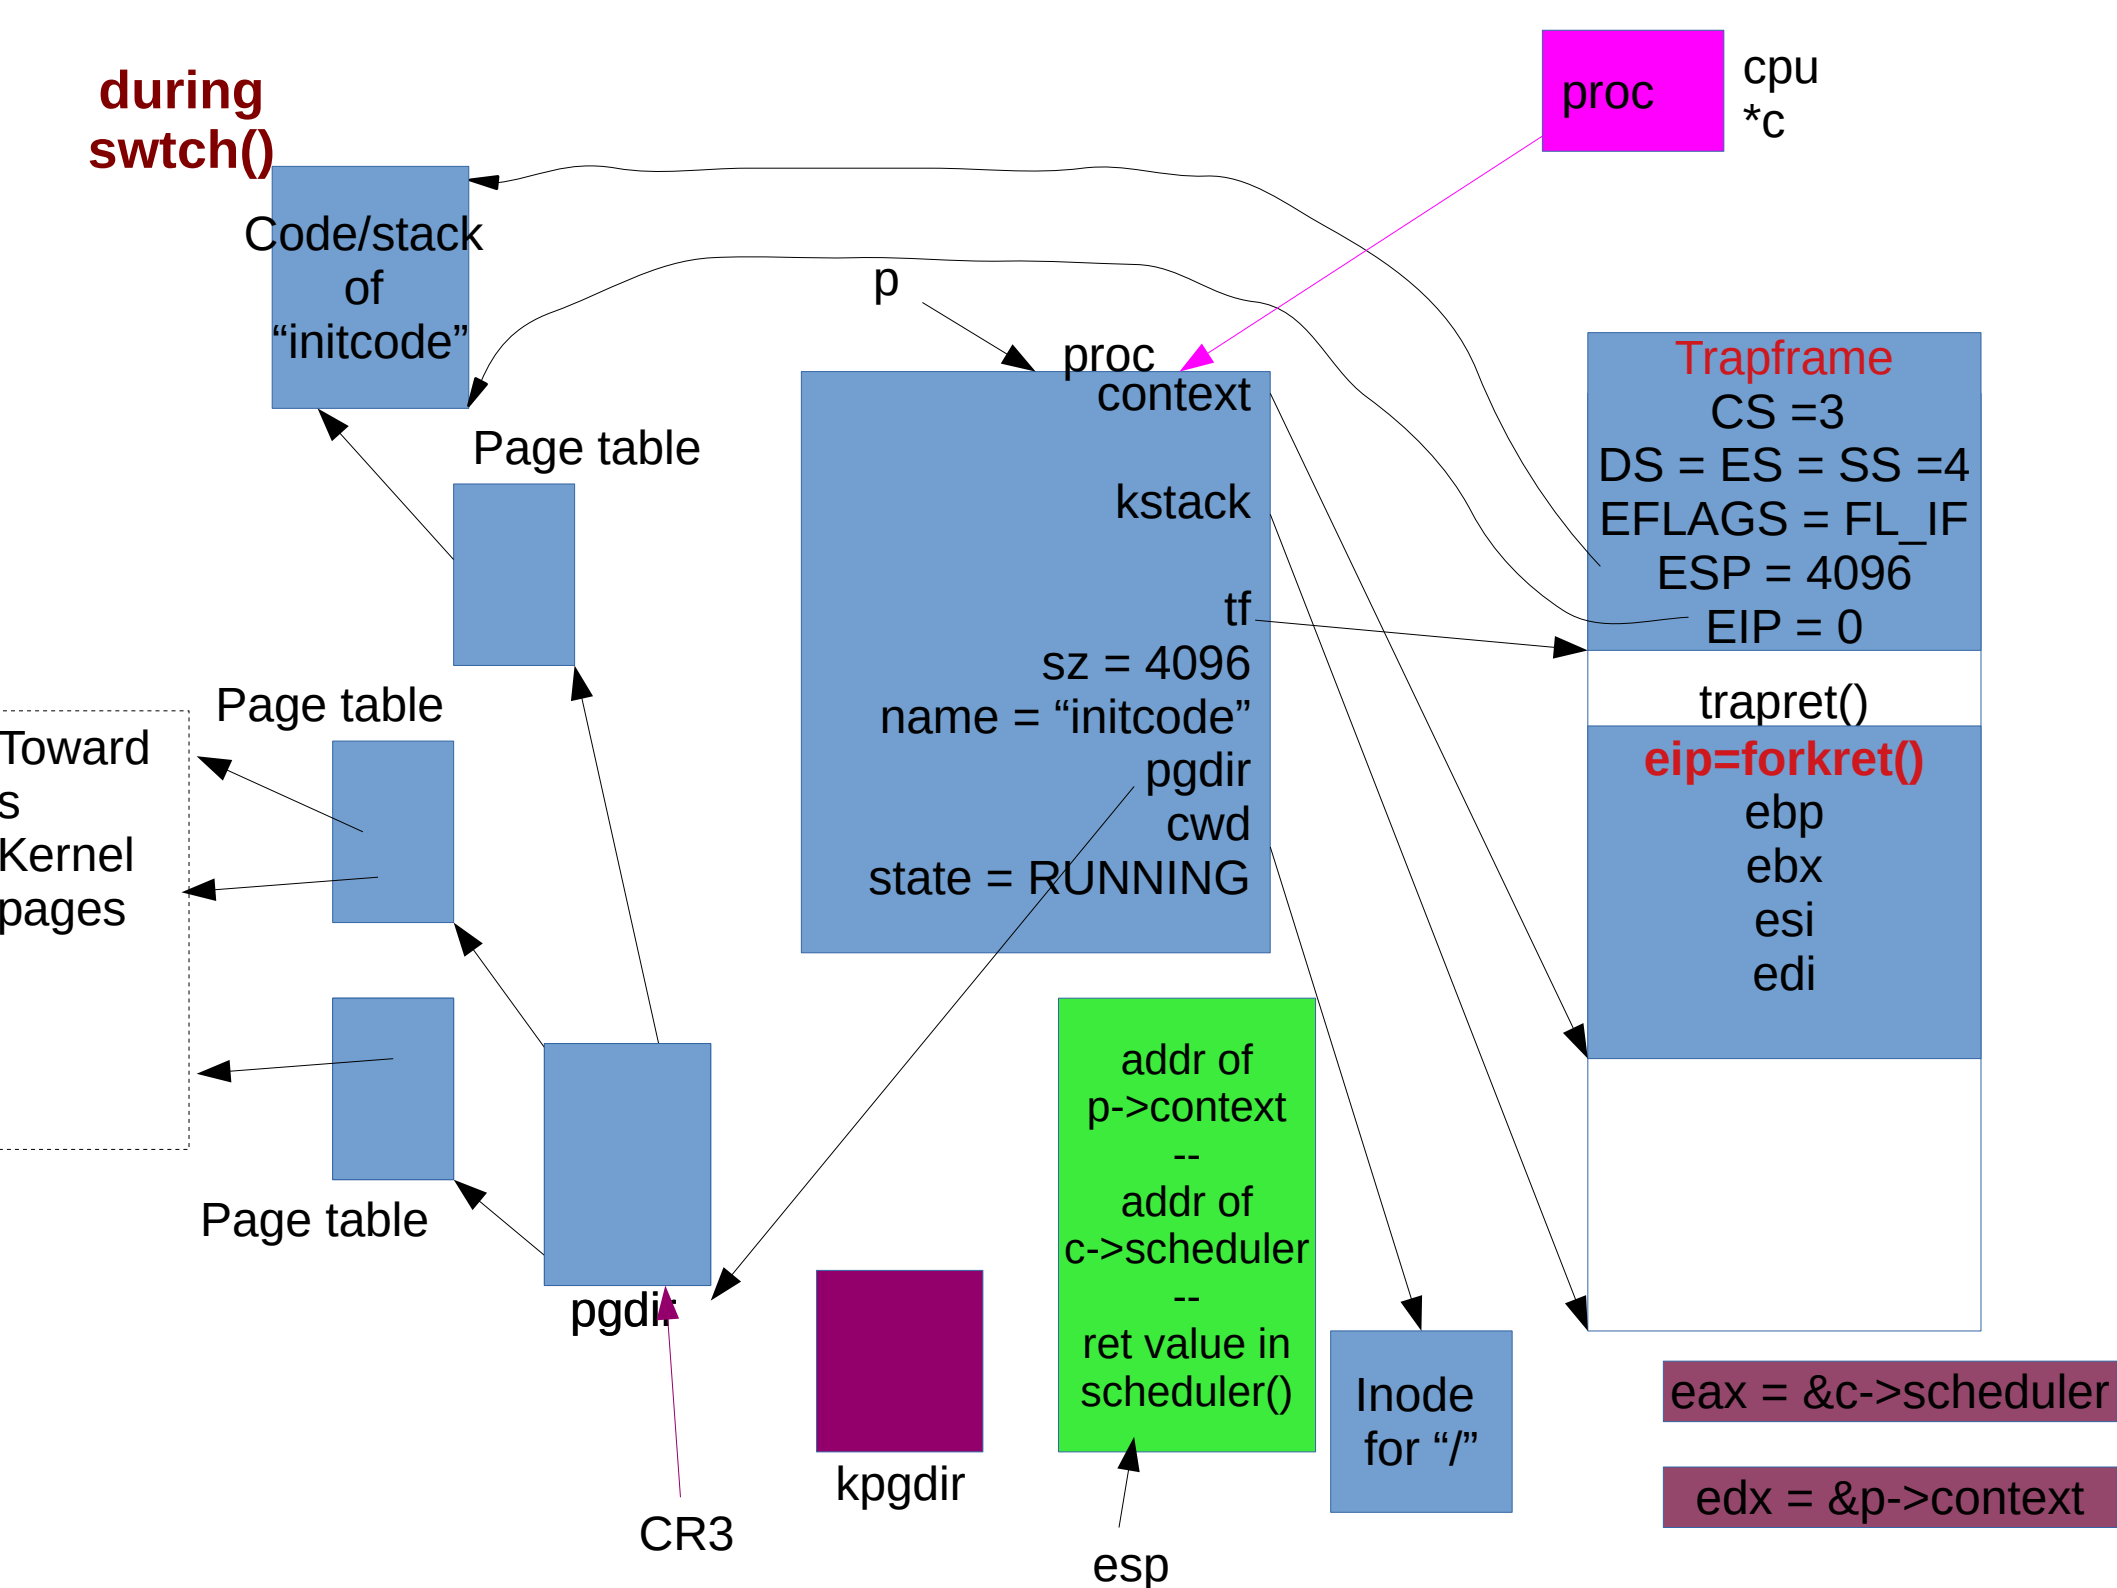 during
swtch()
proc
cpu
*c
Code/stack
of
“initcode”
p
proc
context
kstack
tf
sz = 4096
name = “initcode”
pgdir
cwd
state = RUNNING
Trapframe
CS =3
DS = ES = SS =4
EFLAGS = FL_IF
ESP = 4096
EIP = 0
trapret()
eip=forkret()
ebp
ebx
esi
edi
Page table
Page table
Toward
s
Kernel
pages
Page table
pgdir
CR3
kpgdir
addr of
p->context
--
addr of
c->scheduler
--
ret value in
scheduler()
esp
Inode
for “/”
eax = &c->scheduler
edx = &p->context